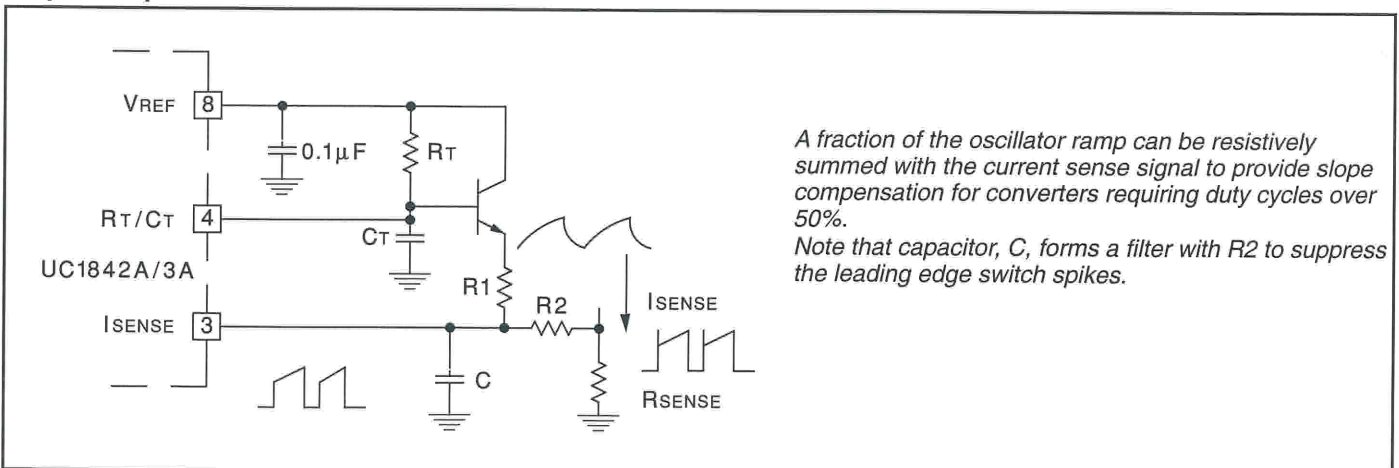 VREF 8
0.1µF
RT
RT/CT 4
CT
UC1842A/3A
R1
R2
ISENSE
ISENSE 3
C
RSENSE
A fraction of the oscillator ramp can be resistively
summed with the current sense signal to provide slope
compensation for converters requiring duty cycles over
50%.
Note that capacitor, C, forms a filter with R2 to suppress
the leading edge switch spikes.